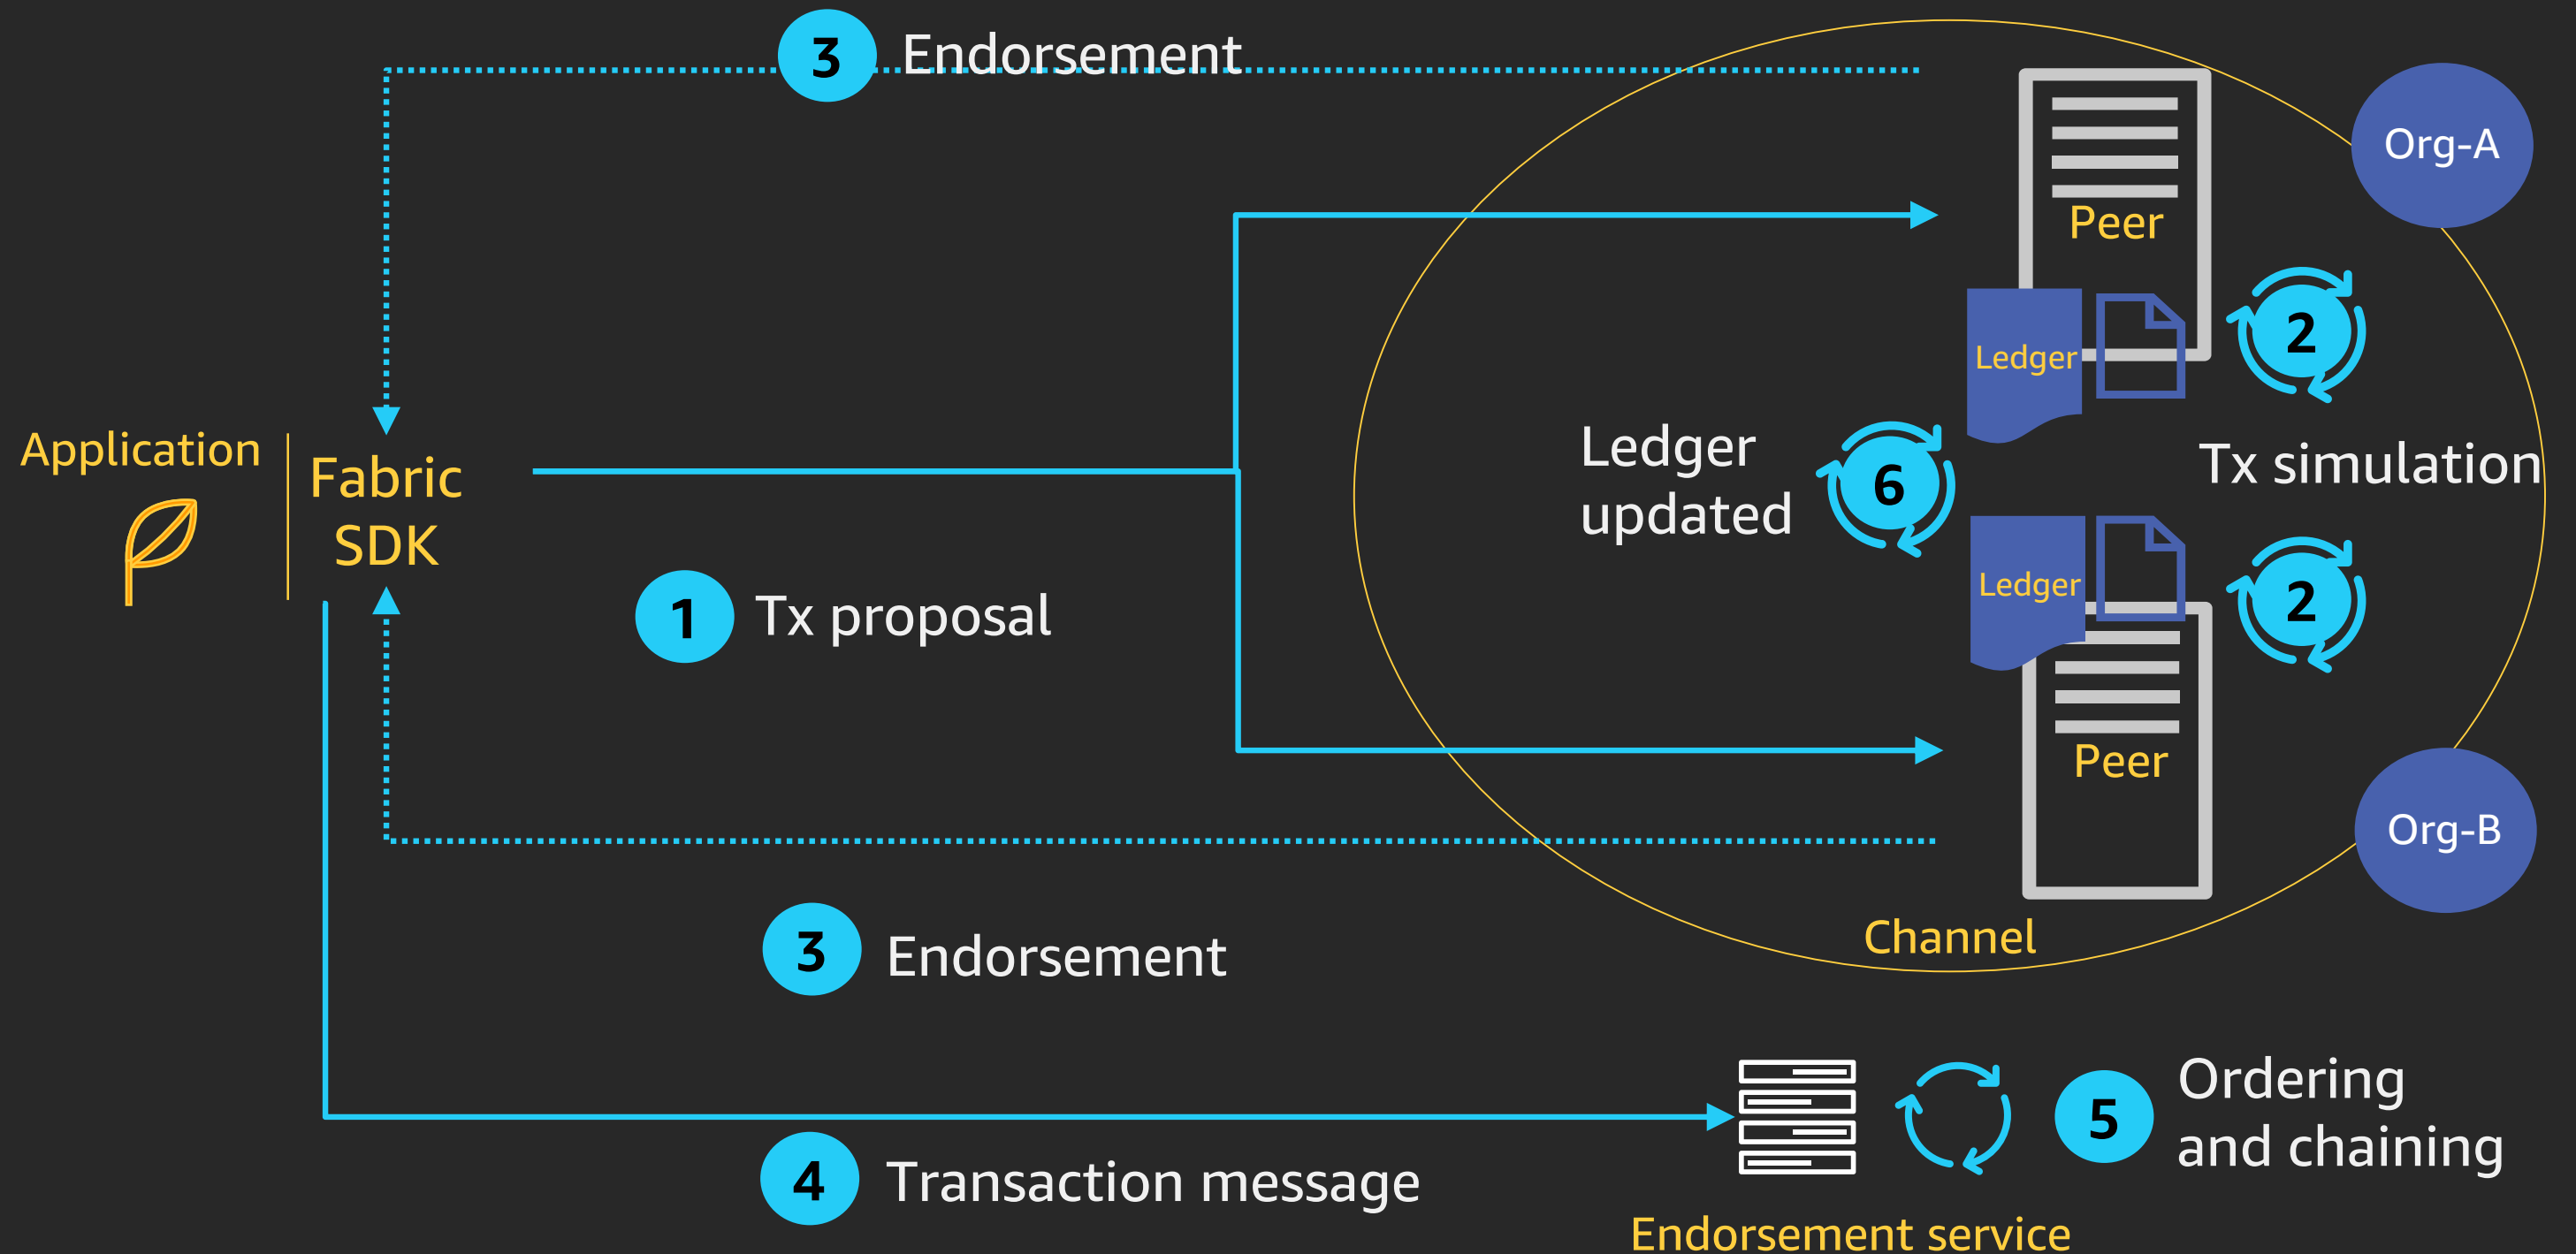 3 Endorsement
Org-A
Peer
Ledger
2
Application
Fabric
SDK
Ledger
updated
6
Tx simulation
1 Tx proposal
Ledger
2
Peer
Org-B
3 Endorsement
Channel
4 Transaction message
5 Ordering
and chaining
Endorsement service